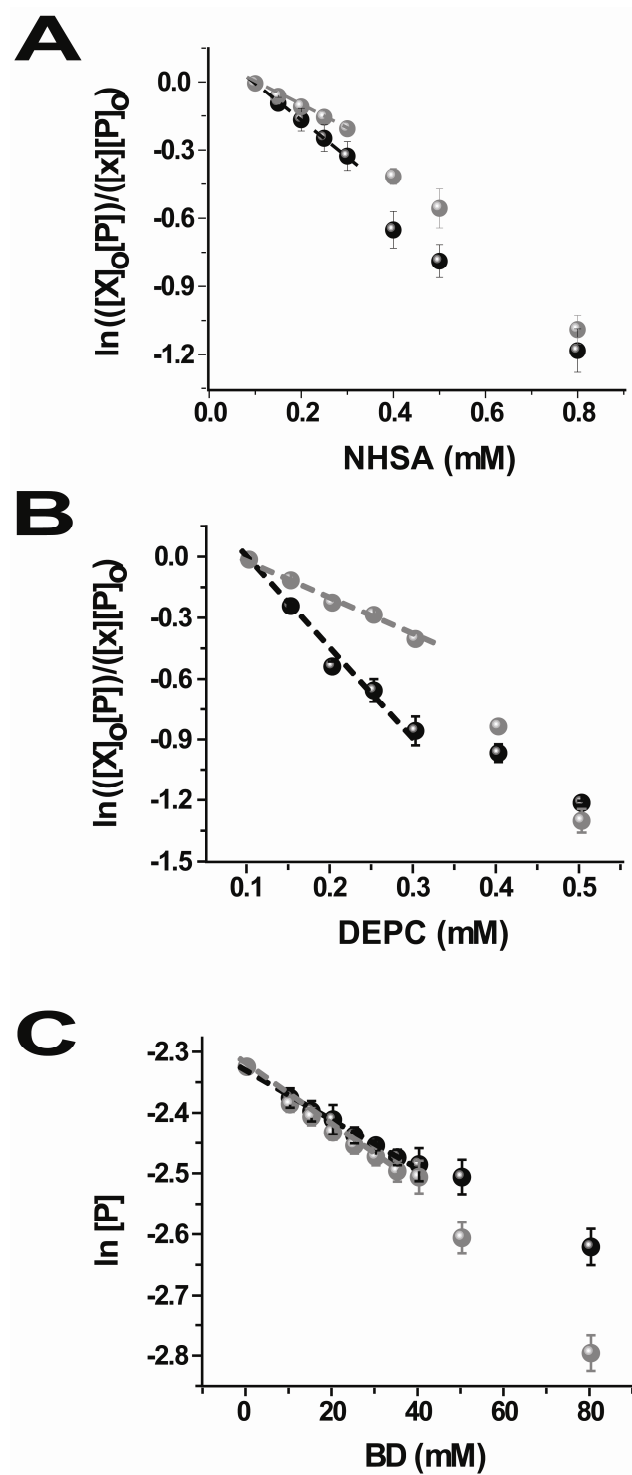 A
ln((([X]O[P])/([x][P]O)
0.0
-0.3
-0.6
-0.9
-1.2
0.0 0.2 0.4 0.6 0.8
NHSA (mM)
B
ln((([X]O[P])/([x][P]O)
0.0
-0.3
-0.6
-0.9
-1.2
-1.5
0.1 0.2 0.3 0.4 0.5
DEPC (mM)
C
ln [P]
-2.3
-2.4
-2.5
-2.6
-2.7
-2.8
0 20 40 60 80
BD (mM)